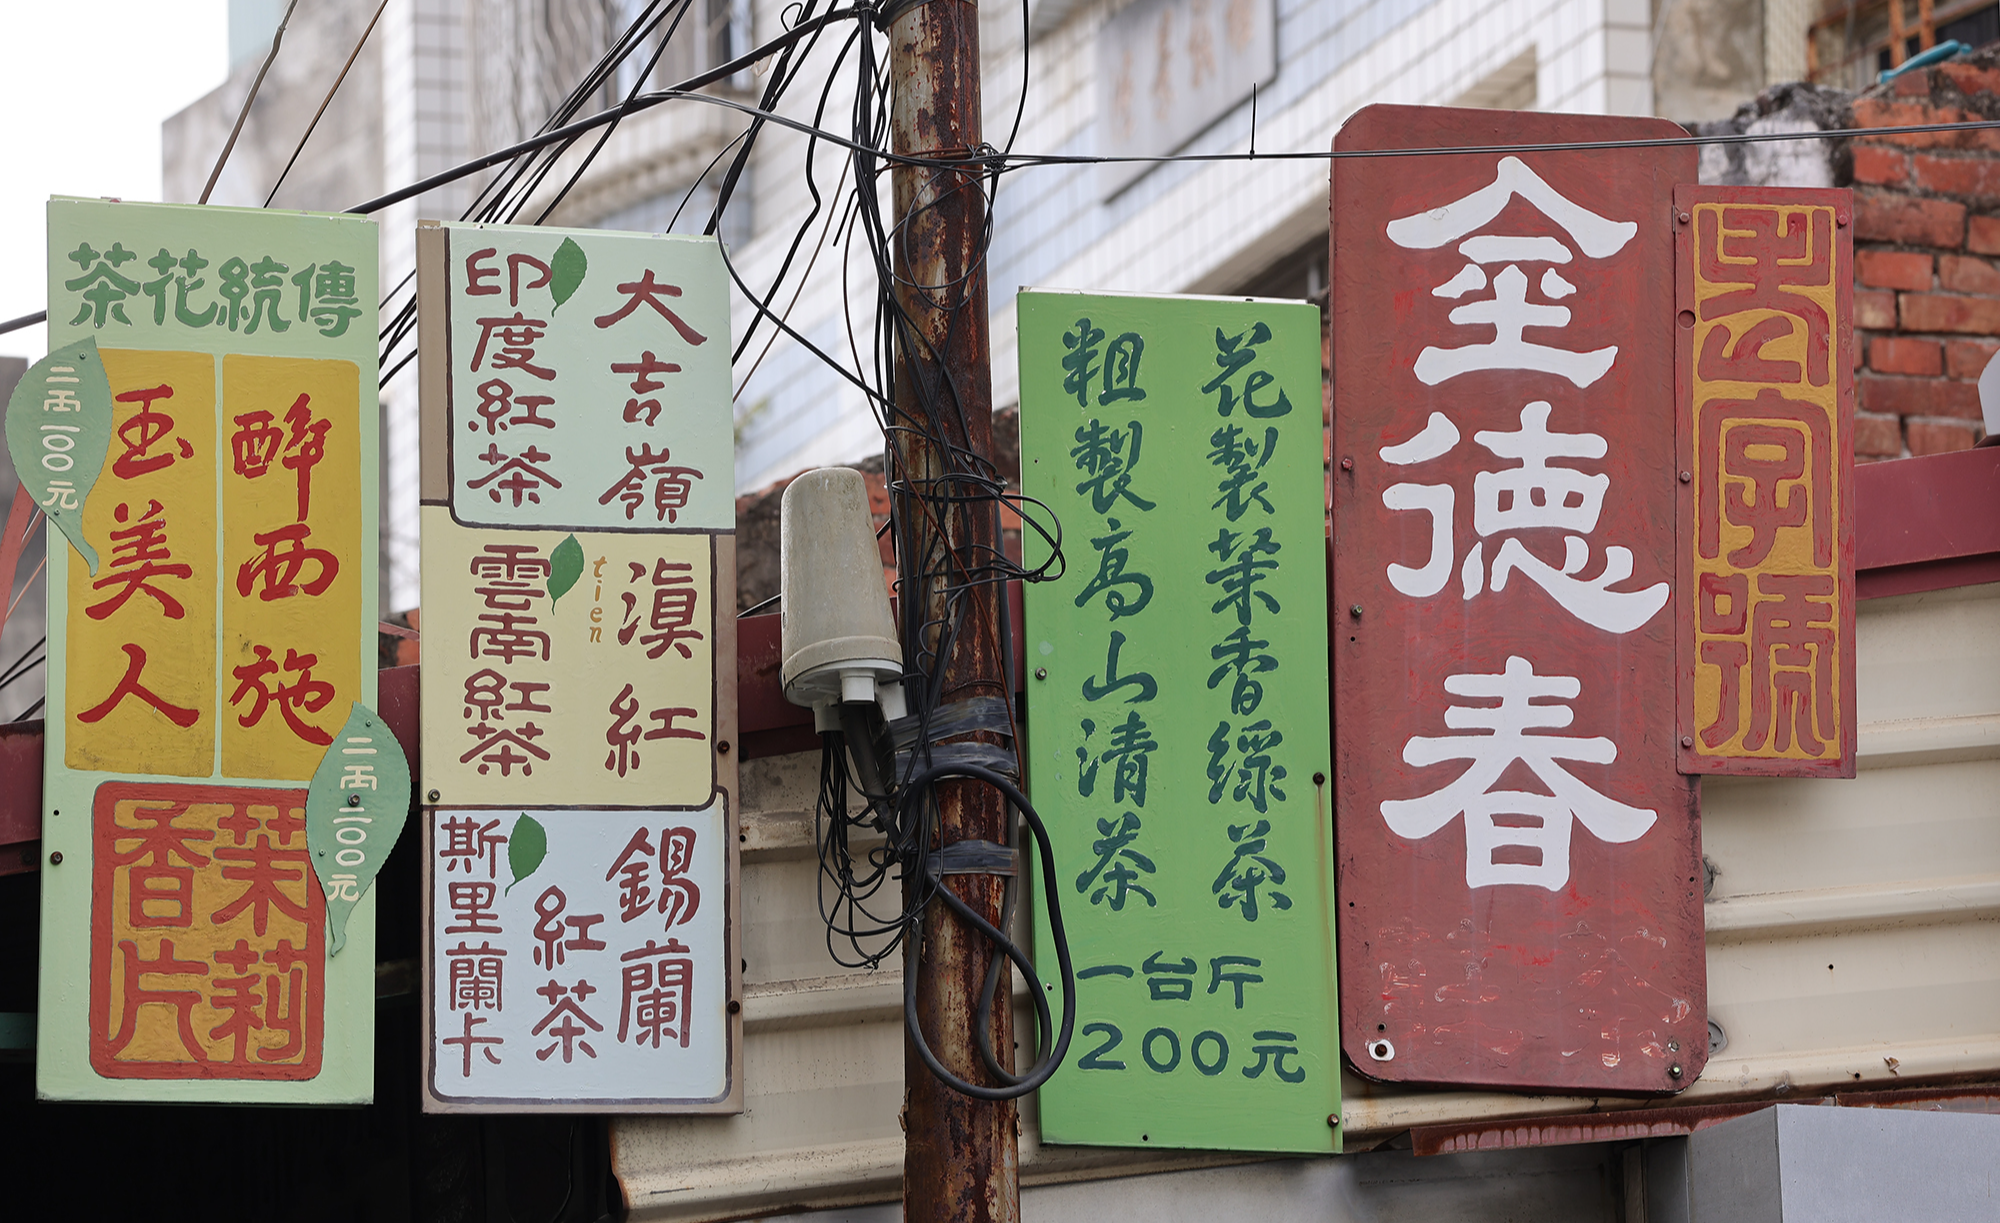 傳統花茶
醉西施
玉美人
二両100元
二両二00元
茉莉
香片
大吉嶺
印度紅茶
滇紅
tien
雲南紅茶
錫蘭
紅茶
斯里蘭卡
花製茉香綠茶
粗製高山清茶
一台斤
200元
老字號
金德春